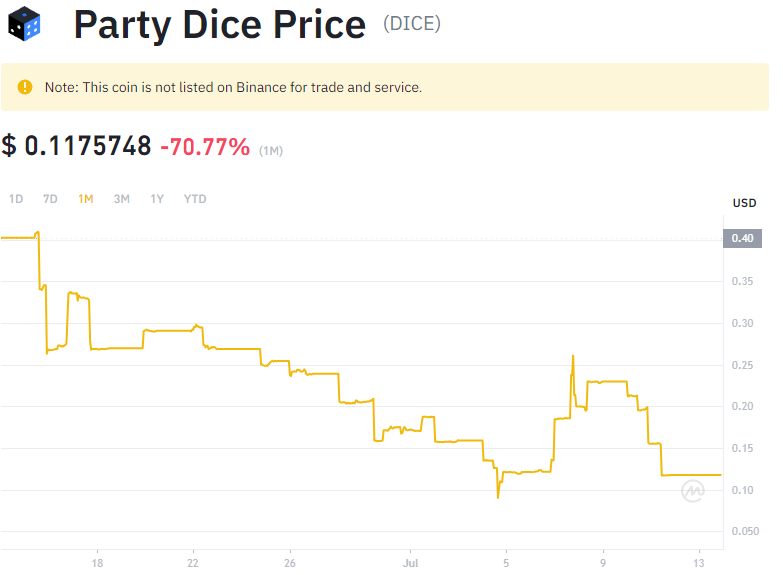 Party Dice Price (DICE)
Note: This coin is not listed on Binance for trade and service.
$ 0.1175748 -70.77% (1M)
1D 7D 1M 3M 1Y YTD
USD
0.40
0.35
0.30
0.25
0.20
0.15
0.10
0.050
18 22 26 Jul 5 9 13